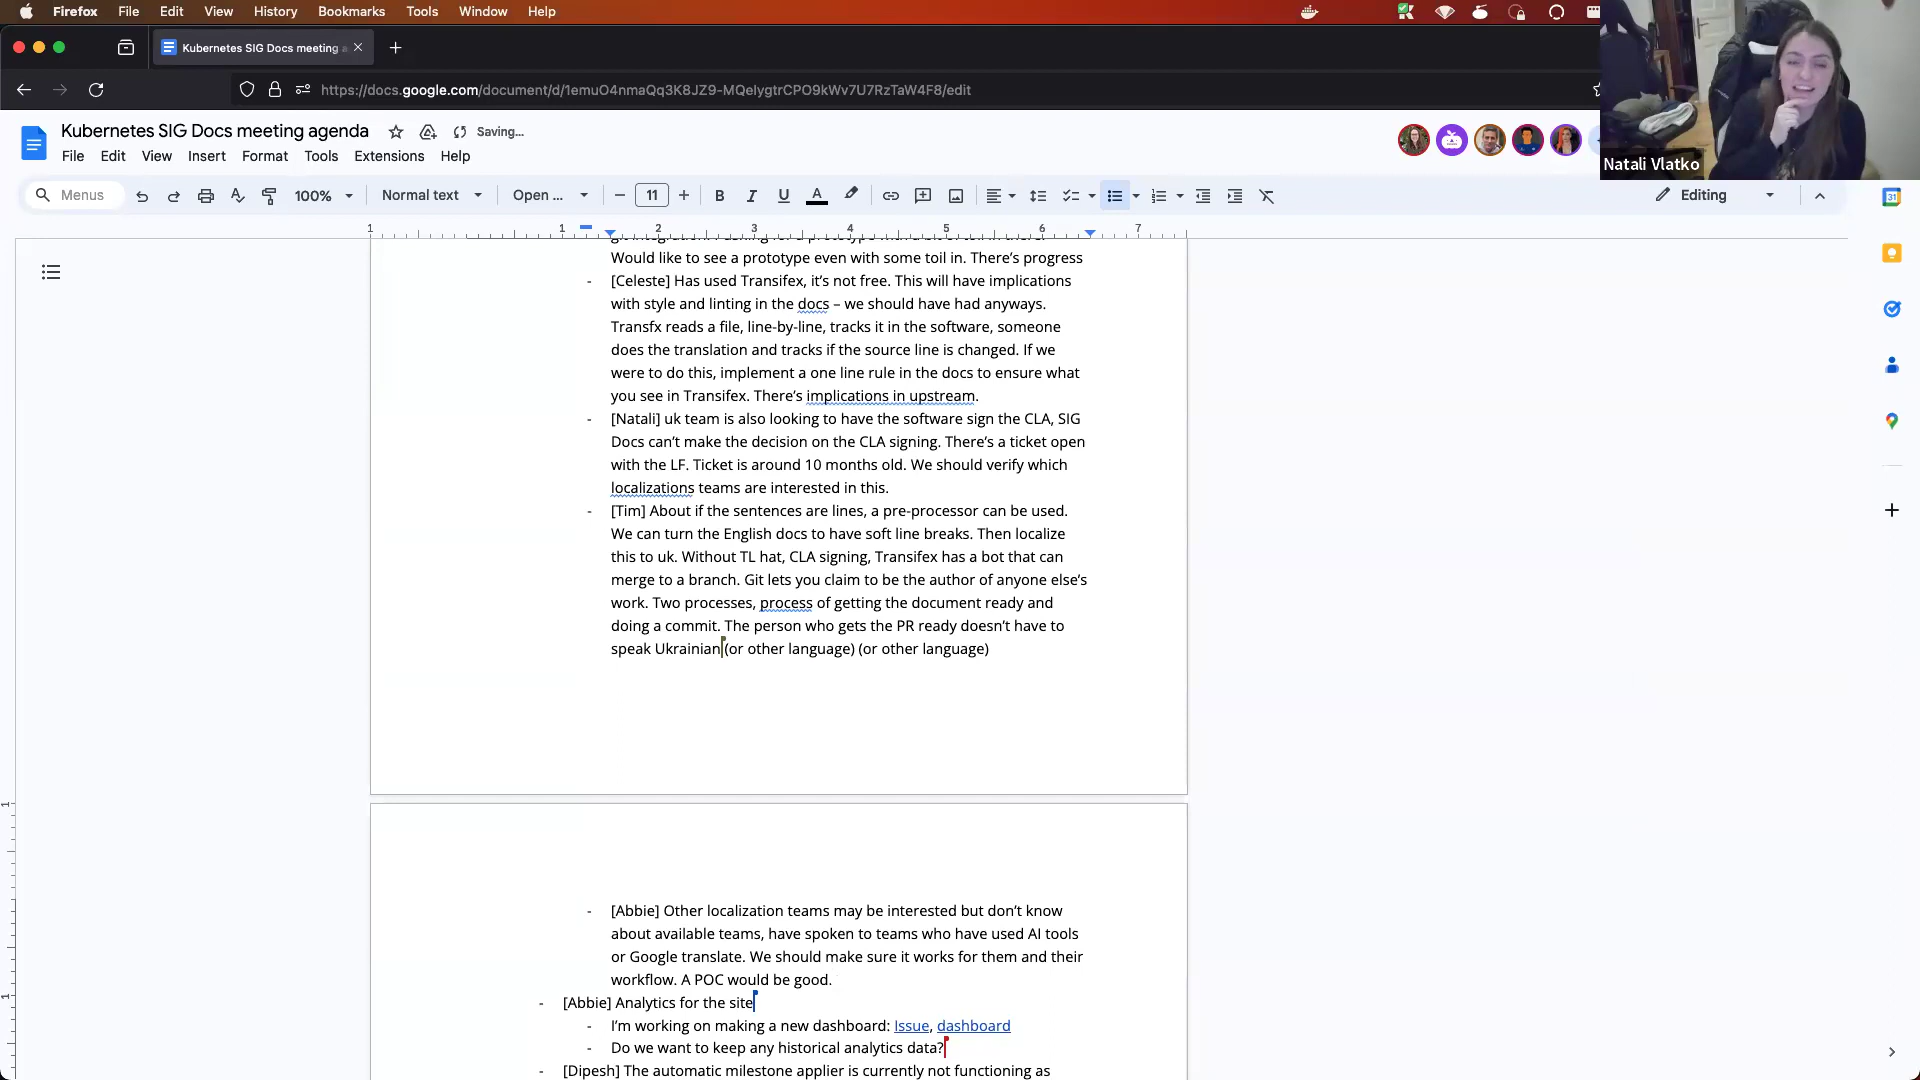 Firefox File Edit View History Bookmarks Tools Window Help
Kubernetes SIG Docs meeting a
https://docs.google.com/document/d/1emuO4nmaQq3K8JZ9-MQelygtrCPO9kWv7U7RzTaW4F8/edit
Kubernetes SIG Docs meeting agenda
Saving...
File Edit View Insert Format Tools Extensions Help
Natali Vlatko
Menus 100% Normal text Open ... 11 B I U A Editing
1 1 2 3 4 5 6 7
Would like to see a prototype even with some toil in. There's progress
- [Celeste] Has used Transifex, it's not free. This will have implications
with style and linting in the docs – we should have had anyways.
Transfx reads a file, line-by-line, tracks it in the software, someone
does the translation and tracks if the source line is changed. If we
were to do this, implement a one line rule in the docs to ensure what
you see in Transifex. There's implications in upstream.
- [Natali] uk team is also looking to have the software sign the CLA, SIG
Docs can't make the decision on the CLA signing. There's a ticket open
with the LF. Ticket is around 10 months old. We should verify which
localizations teams are interested in this.
- [Tim] About if the sentences are lines, a pre-processor can be used.
We can turn the English docs to have soft line breaks. Then localize
this to uk. Without TL hat, CLA signing, Transifex has a bot that can
merge to a branch. Git lets you claim to be the author of anyone else's
work. Two processes, process of getting the document ready and
doing a commit. The person who gets the PR ready doesn't have to
speak Ukrainian (or other language) (or other language)
1
- [Abbie] Other localization teams may be interested but don't know
about available teams, have spoken to teams who have used AI tools
or Google translate. We should make sure it works for them and their
workflow. A POC would be good.
1
- [Abbie] Analytics for the site
- I'm working on making a new dashboard: Issue, dashboard
- Do we want to keep any historical analytics data?
- [Dipesh] The automatic milestone applier is currently not functioning as